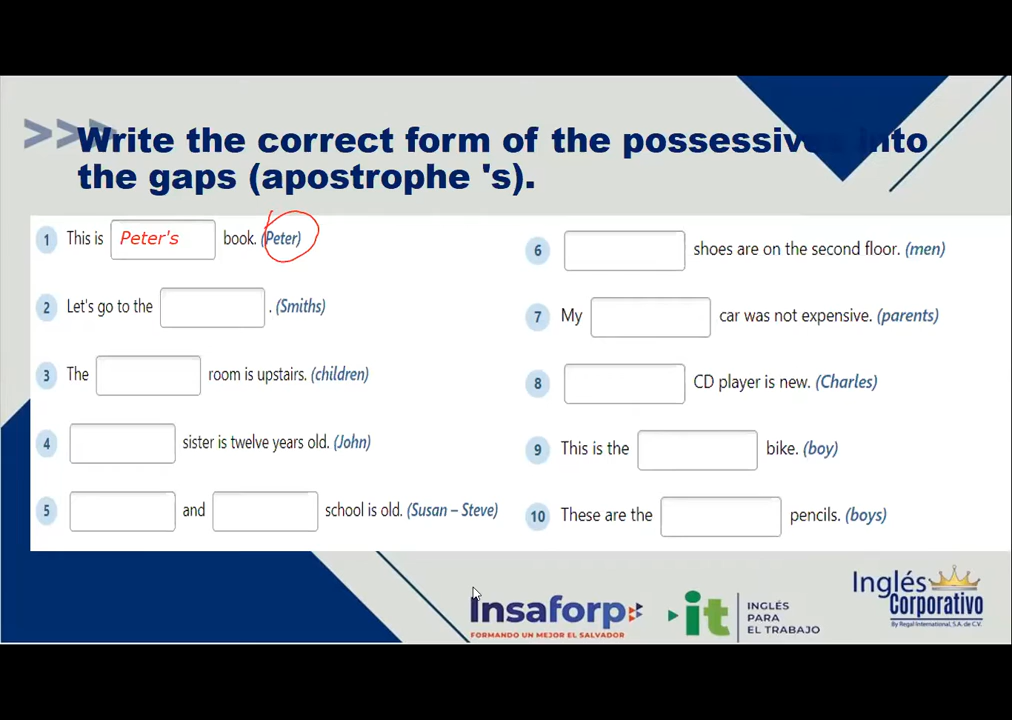 >>> Write the correct form of the possessives into
the gaps (apostrophe 's).
1 This is Peter's book. (Peter)
2 Let's go to the . (Smiths)
3 The room is upstairs. (children)
4 sister is twelve years old. (John)
5 and school is old. (Susan – Steve)
6 shoes are on the second floor. (men)
7 My car was not expensive. (parents)
8 CD player is new. (Charles)
9 This is the bike. (boy)
10 These are the pencils. (boys)
Insaforp
FORMANDO UN MEJOR EL SALVADOR
it
INGLÉS
PARA
EL TRABAJO
Inglés
Corporativo
By Regal International, S.A. de C.V.